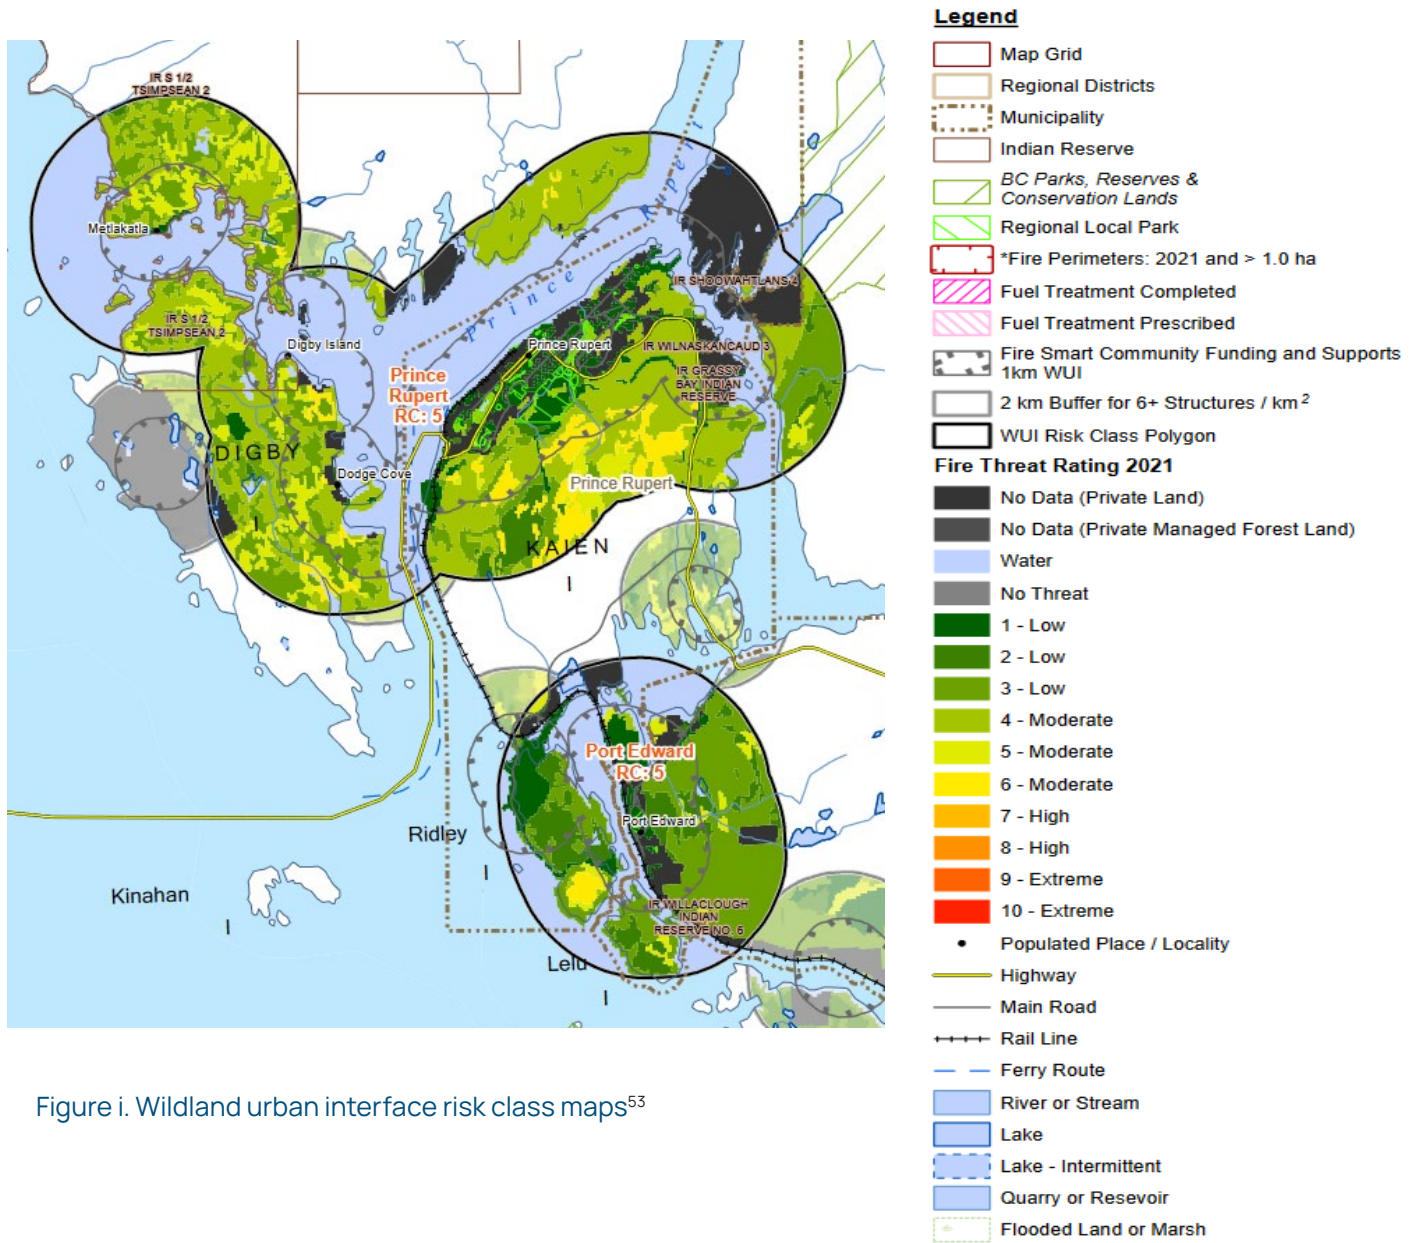 IR S 1/2
TSIMPSEAN 2
Metlakatla
IR S 1/2
TSIMPSEAN 2
Digby Island
Prince Rupert
Prince
Rupert
RC: 5
Prince Rupert
IR SHOOWAHTLANS 4
IR WILNASKANCAUD 3
IR GRASSY
BAY INDIAN
RESERVE
DIGBY
I
Dodge Cove
Prince Rupert
KAIEN
I
Port Edward
RC: 5
Port Edward
Ridley
I
Kinahan
I
IR WILLACLOUGH
INDIAN
RESERVE NO. 6
Lelu
I
Figure i. Wildland urban interface risk class maps53
Legend
Map Grid
Regional Districts
Municipality
Indian Reserve
BC Parks, Reserves &
Conservation Lands
Regional Local Park
*Fire Perimeters: 2021 and > 1.0 ha
Fuel Treatment Completed
Fuel Treatment Prescribed
Fire Smart Community Funding and Supports
1km WUI
2 km Buffer for 6+ Structures / km2
WUI Risk Class Polygon
Fire Threat Rating 2021
No Data (Private Land)
No Data (Private Managed Forest Land)
Water
No Threat
1 - Low
2 - Low
3 - Low
4 - Moderate
5 - Moderate
6 - Moderate
7 - High
8 - High
9 - Extreme
10 - Extreme
Populated Place / Locality
Highway
Main Road
Rail Line
Ferry Route
River or Stream
Lake
Lake - Intermittent
Quarry or Resevoir
Flooded Land or Marsh